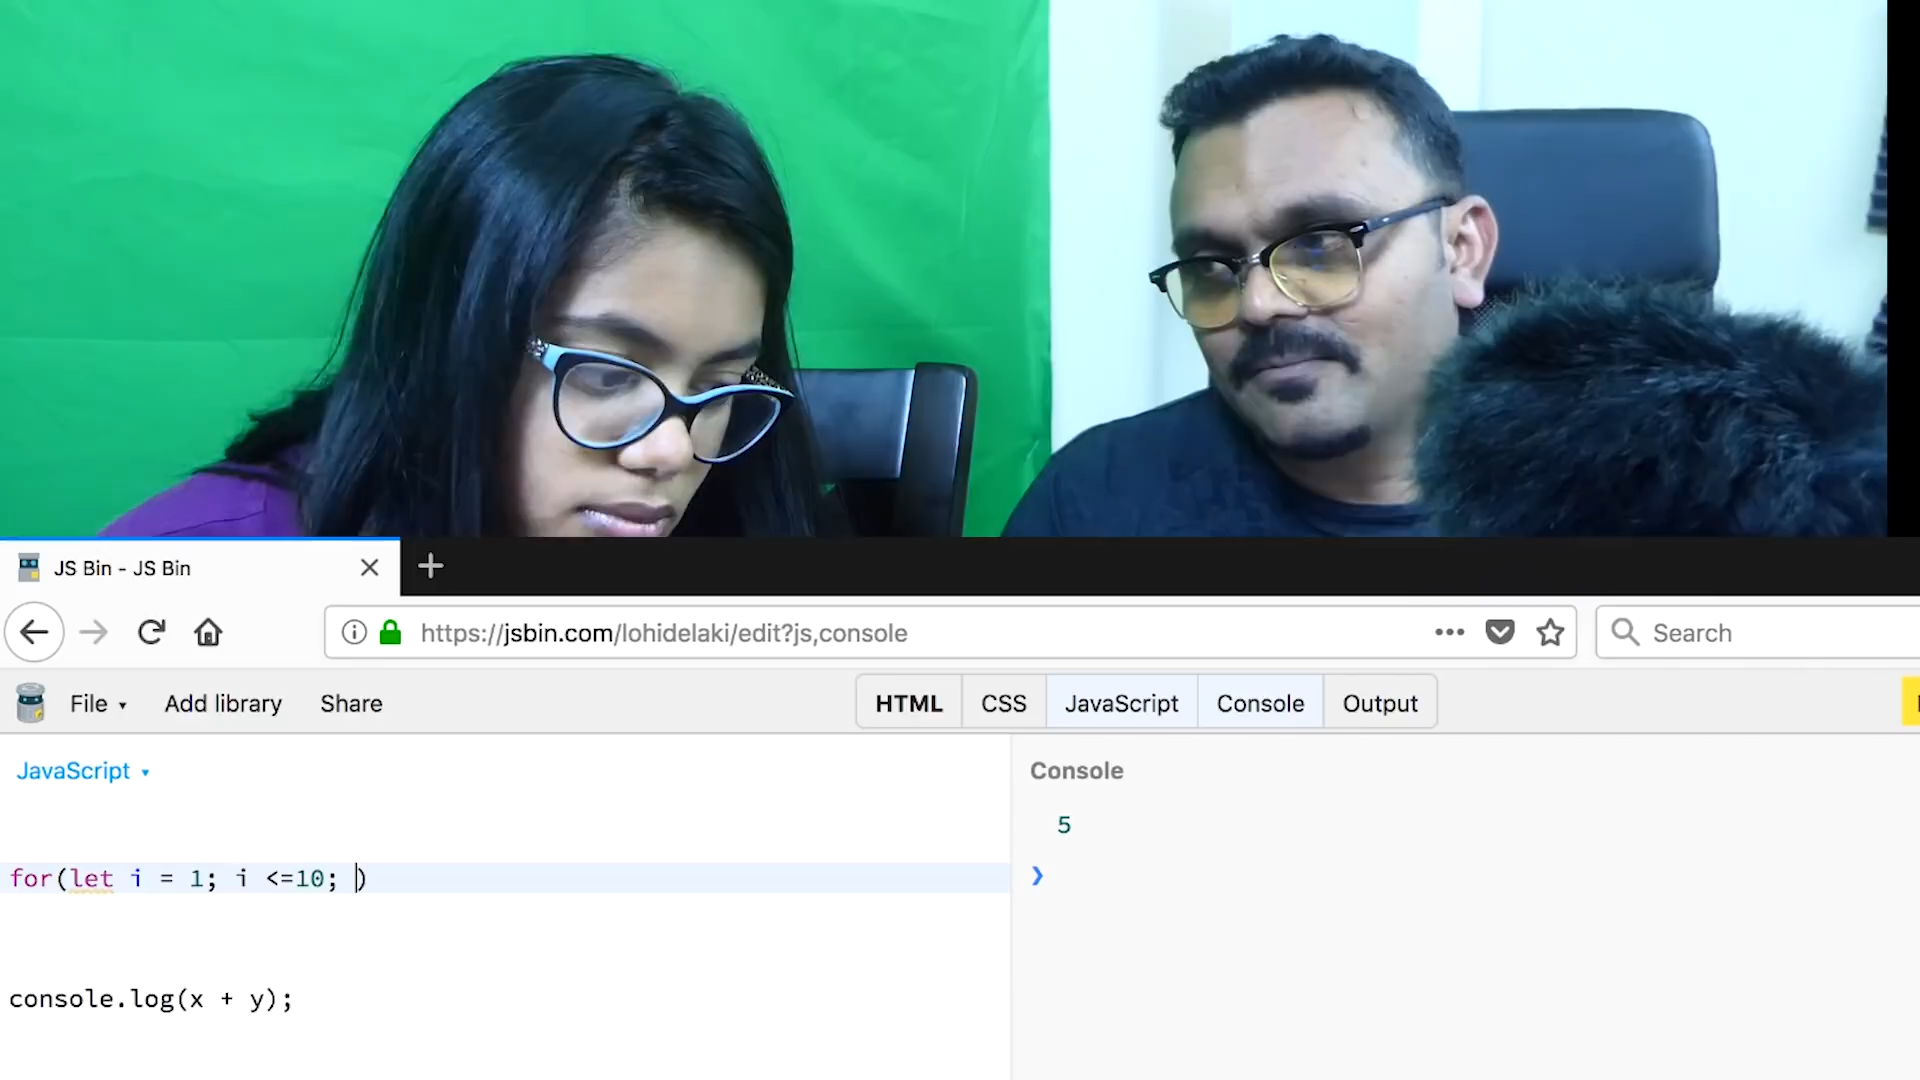 JS Bin - JS Bin
https://jsbin.com/lohidelaki/edit?js,console
Search
File
Add library
Share
HTML
CSS
JavaScript
Console
Output
JavaScript
Console
5
for(let i = 1; i <=10; )
console.log(x + y);